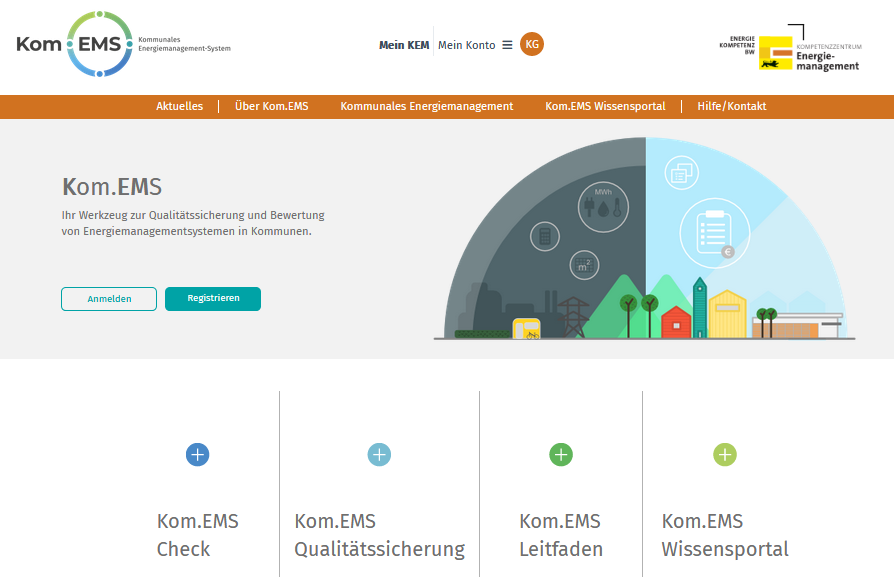 Kom EMS
Kommunales
Energiemanagement-System
Mein KEM
Mein Konto
KG
ENERGIE
KOMPETENZ
BW
KOMPETENZZENTRUM
Energie-
management
Aktuelles
Über Kom.EMS
Kommunales Energiemanagement
Kom.EMS Wissensportal
Hilfe/Kontakt
Kom.EMS
Ihr Werkzeug zur Qualitätssicherung und Bewertung
von Energiemanagementsystemen in Kommunen.
Anmelden
Registrieren
MWh
m²
€
Kom.EMS
Check
Kom.EMS
Qualitätssicherung
Kom.EMS
Leitfaden
Kom.EMS
Wissensportal